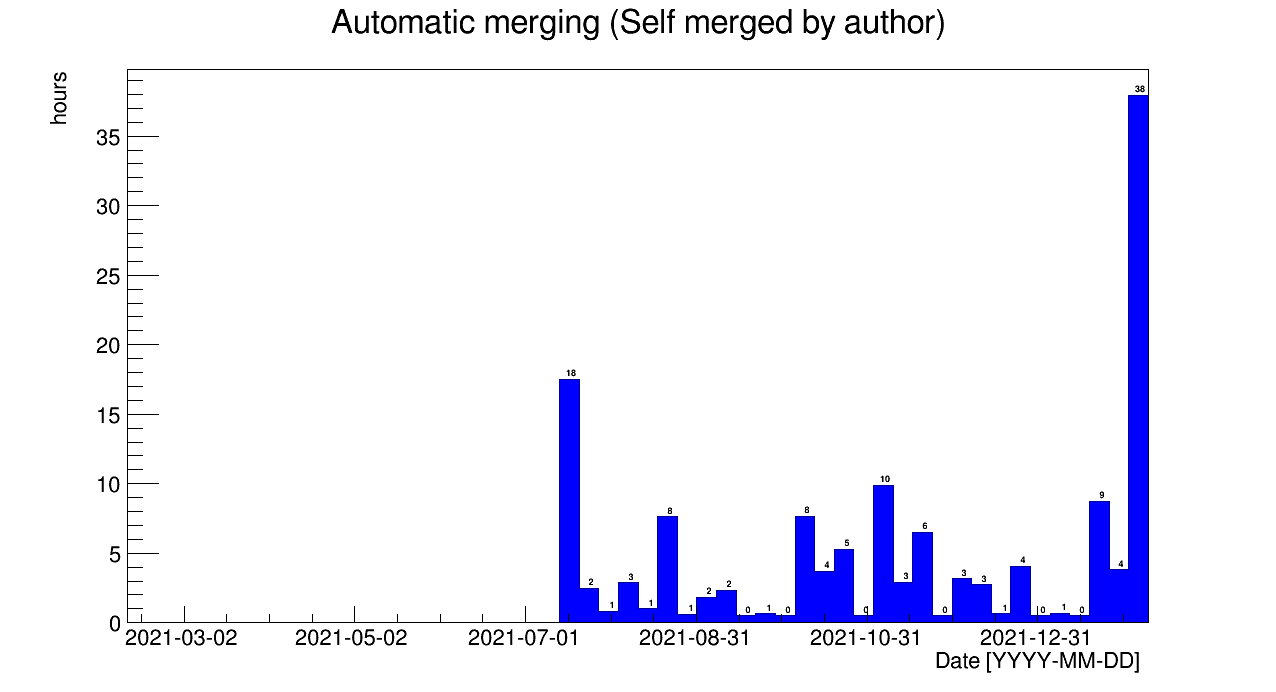 Automatic merging (Self merged by author)
hours
35
30
25
20
15
10
5
0
18 2 1 3 1 8 1 2 2 0 1 0 8 4 5 0 10 3 6 0 3 3 1 4 0 1 0 9 4 38
2021-03-02 2021-05-02 2021-07-01 2021-08-31 2021-10-31 2021-12-31
Date [YYYY-MM-DD]